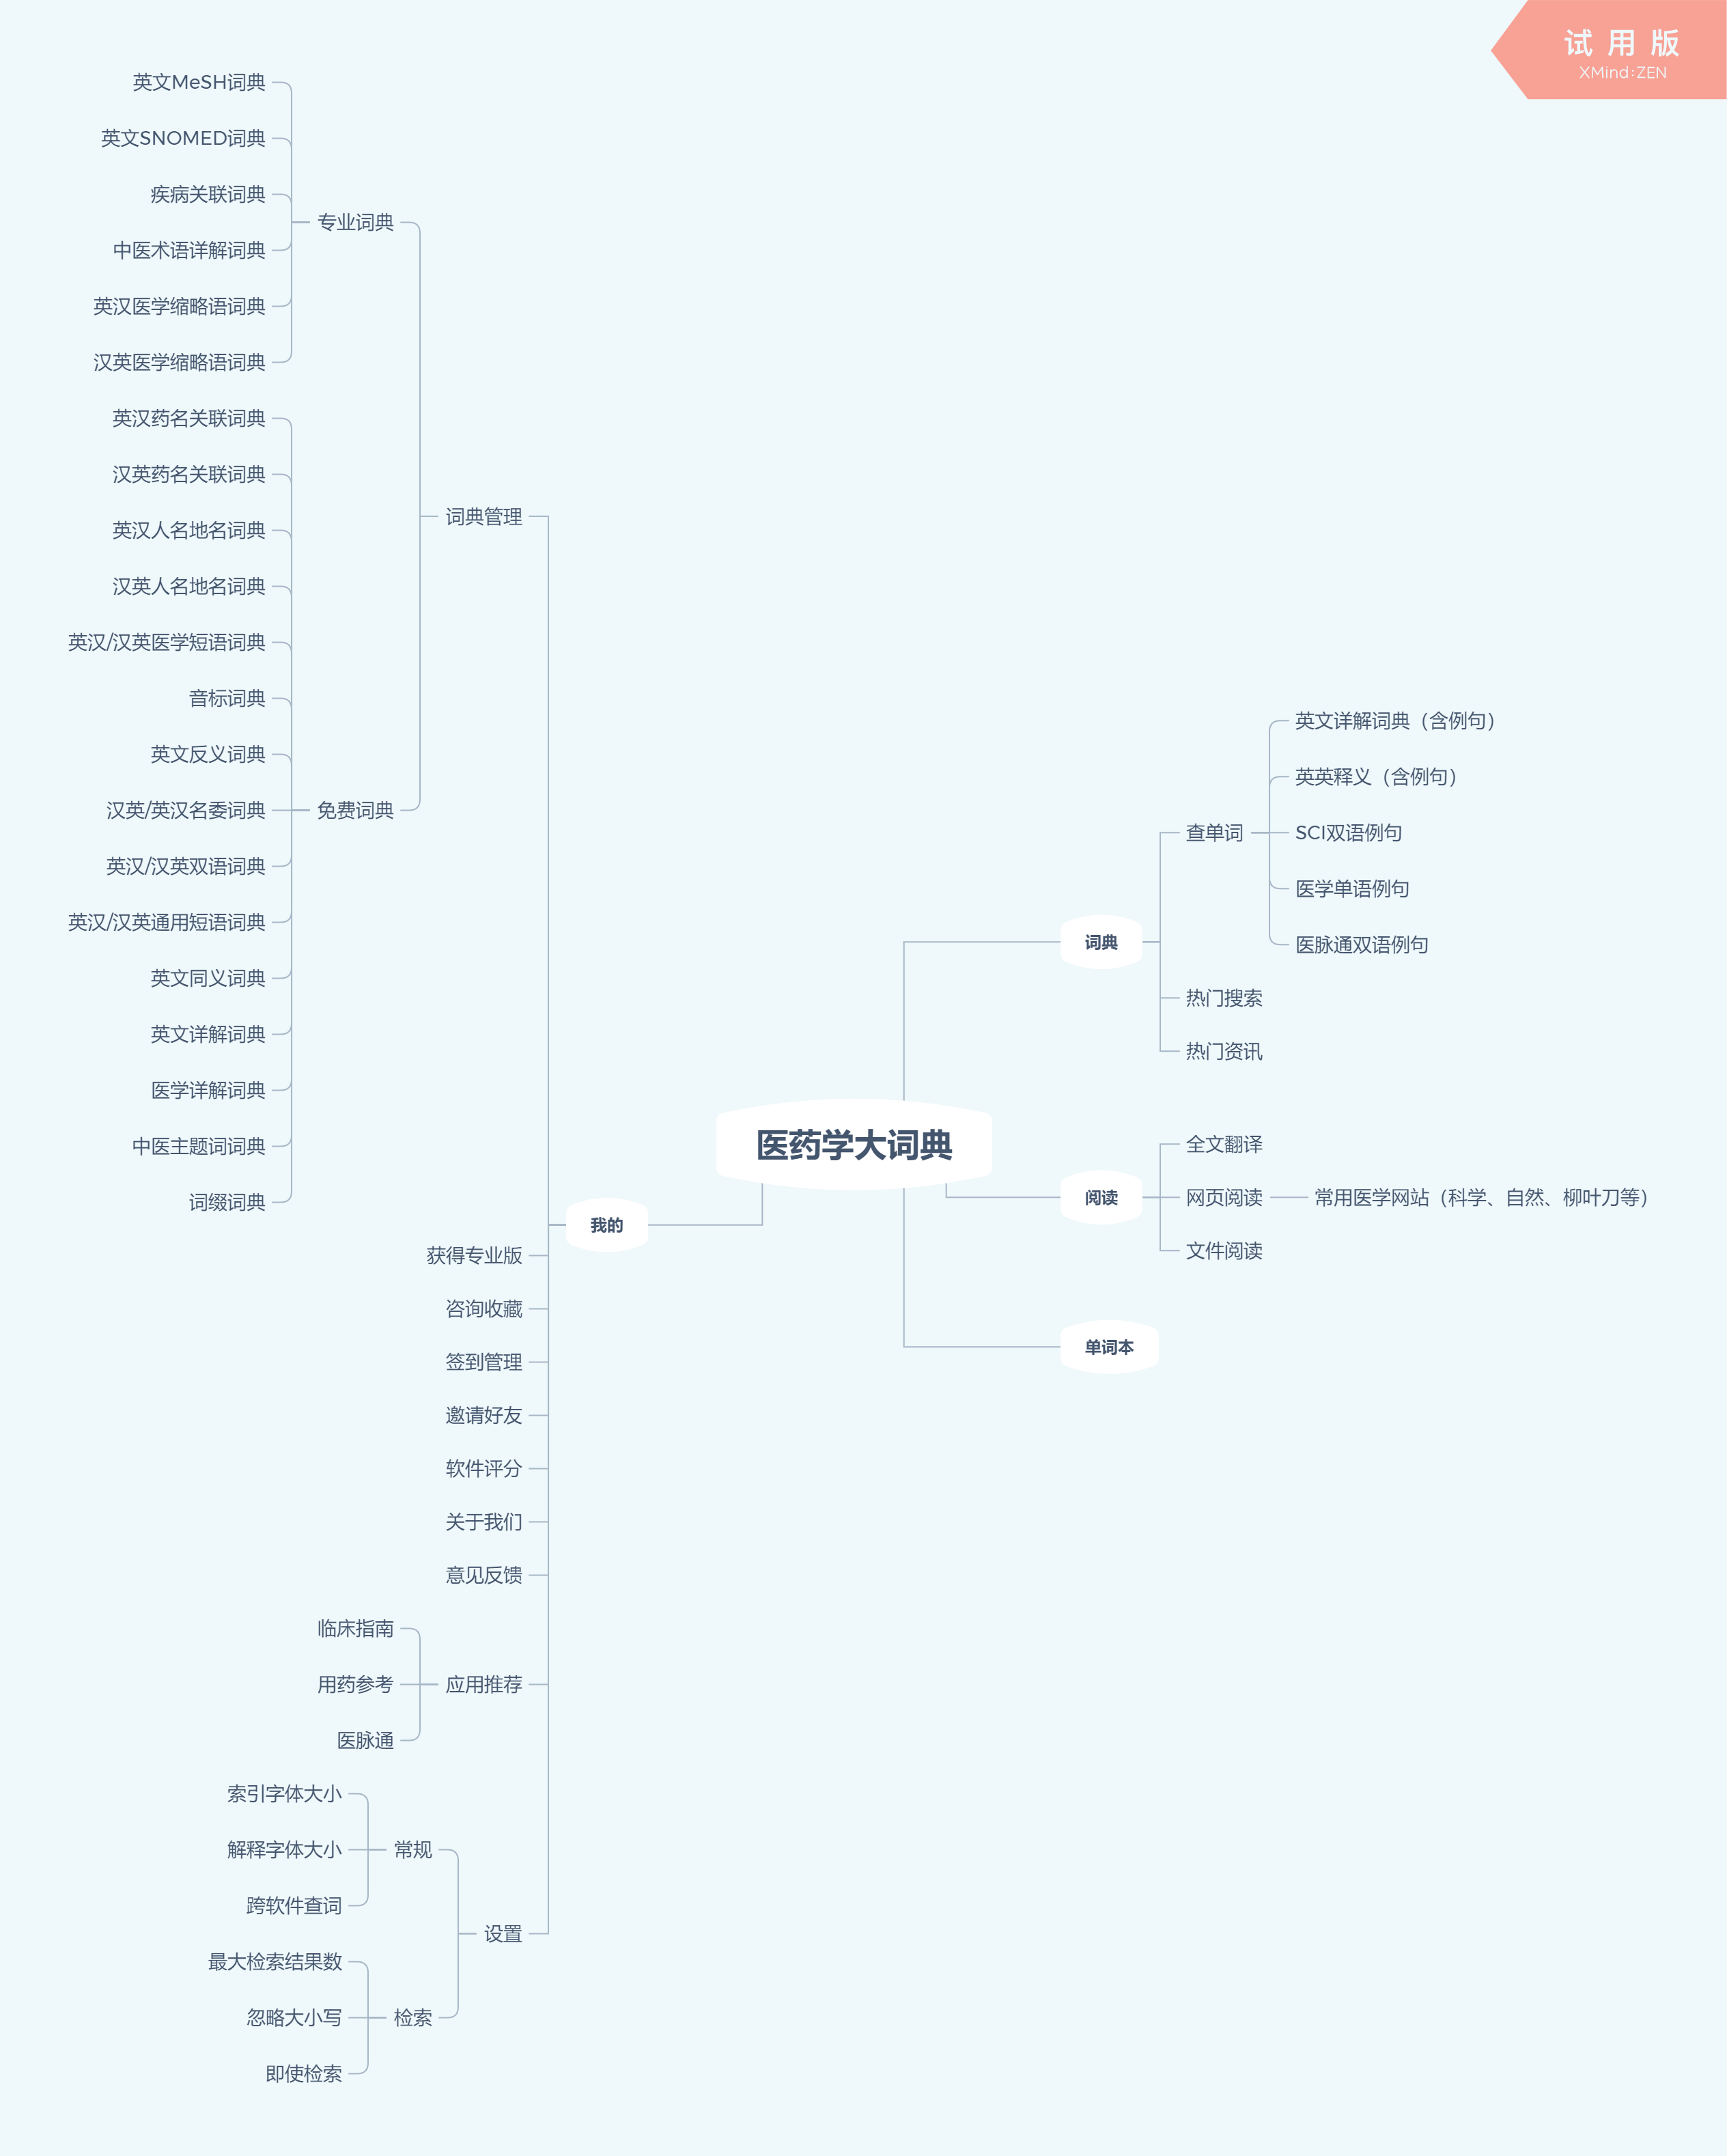 试用版
XMind:ZEN
医药学大词典
词典
查单词
英文详解词典（含例句）
英英释义（含例句）
SCI双语例句
医学单语例句
医脉通双语例句
热门搜索
热门资讯
阅读
全文翻译
网页阅读
常用医学网站（科学、自然、柳叶刀等）
文件阅读
单词本
我的
词典管理
专业词典
英文MeSH词典
英文SNOMED词典
疾病关联词典
中医术语详解词典
英汉医学缩略语词典
汉英医学缩略语词典
免费词典
英汉药名关联词典
汉英药名关联词典
英汉人名地名词典
汉英人名地名词典
英汉/汉英医学短语词典
音标词典
英文反义词典
汉英/英汉名委词典
英汉/汉英双语词典
英汉/汉英通用短语词典
英文同义词典
英文详解词典
医学详解词典
中医主题词词典
词缀词典
获得专业版
咨询收藏
签到管理
邀请好友
软件评分
关于我们
意见反馈
应用推荐
临床指南
用药参考
医脉通
设置
常规
索引字体大小
解释字体大小
跨软件查词
检索
最大检索结果数
忽略大小写
即使检索